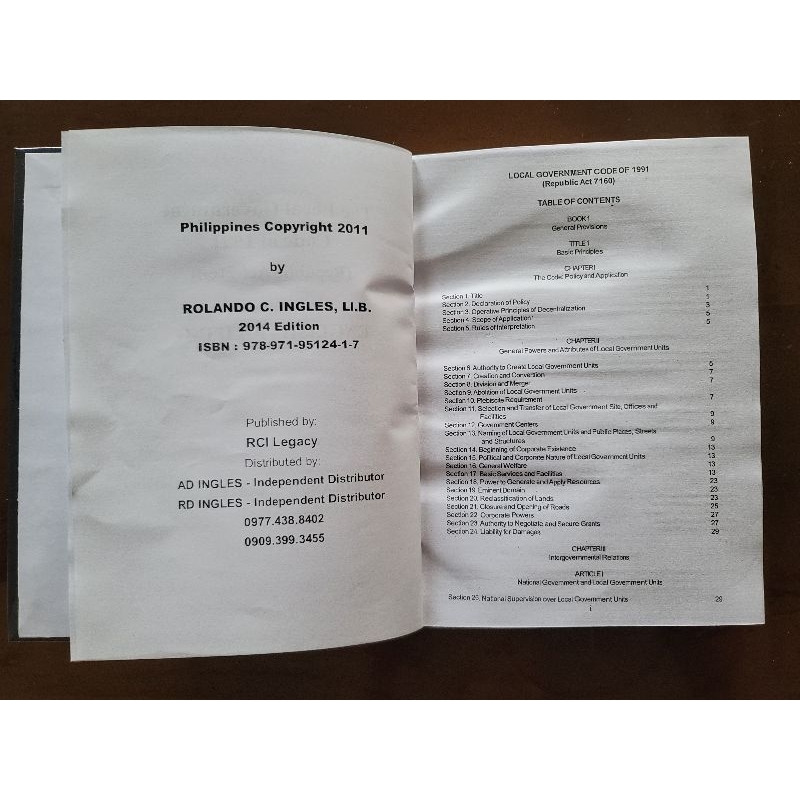 Philippines Copyright 2011
by
ROLANDO C. INGLES, Ll.B.
2014 Edition
ISBN : 978-971-95124-1-7
Published by:
RCI Legacy
Distributed by:
AD INGLES - Independent Distributor
RD INGLES - Independent Distributor
0977.438.8402
0909.399.3455
LOCAL GOVERNMENT CODE OF 1991
(Republic Act 7160)
TABLE OF CONTENTS
BOOK I
General Provisions
TITLE I
Basic Principles
CHAPTER I
The Code: Policy and Application
Section 1. Title 1
Section 2. Declaration of Policy 1
Section 3. Operative Principles of Decentralization 3
Section 4. Scope of Application 5
Section 5. Rules of Interpretation 5
CHAPTER II
General Powers and Attributes of Local Government Units
Section 6. Authority to Create Local Government Units 5
Section 7. Creation and Convertion 7
Section 8. Division and Merger 7
Section 9. Abolition of Local Government Units
Section 10. Plebiscite Requirement 7
Section 11. Selection and Transfer of Local Government Site, Offices and
Facilities 9
Section 12. Government Centers 9
Section 13. Naming of Local Government Units and Public Places, Streets
and Structures 9
Section 14. Beginning of Corporate Existence 13
Section 15. Political and Corporate Nature of Local Government Units 13
Section 16. General Welfare 13
Section 17. Basic Services and Facilities 13
Section 18. Power to Generate and Apply Resources 23
Section 19. Eminent Domain 23
Section 20. Reclassification of Lands 23
Section 21. Closure and Opening of Roads 25
Section 22. Corporate Powers 27
Section 23. Authority to Negotiate and Secure Grants 27
Section 24. Liability for Damages 29
CHAPTER III
Intergovernmental Relations
ARTICLE I
National Government and Local Government Units
Section 25. National Supervision over Local Government Units 29
i